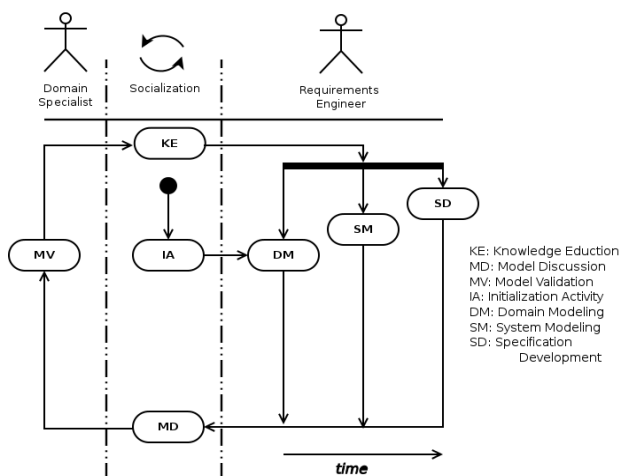 Domain
Specialist
Socialization
Requirements
Engineer
KE
SD
SM
MV
IA
DM
KE: Knowledge Eduction
MD: Model Discussion
MV: Model Validation
IA: Initialization Activity
DM: Domain Modeling
SM: System Modeling
SD: Specification
Development
MD
time